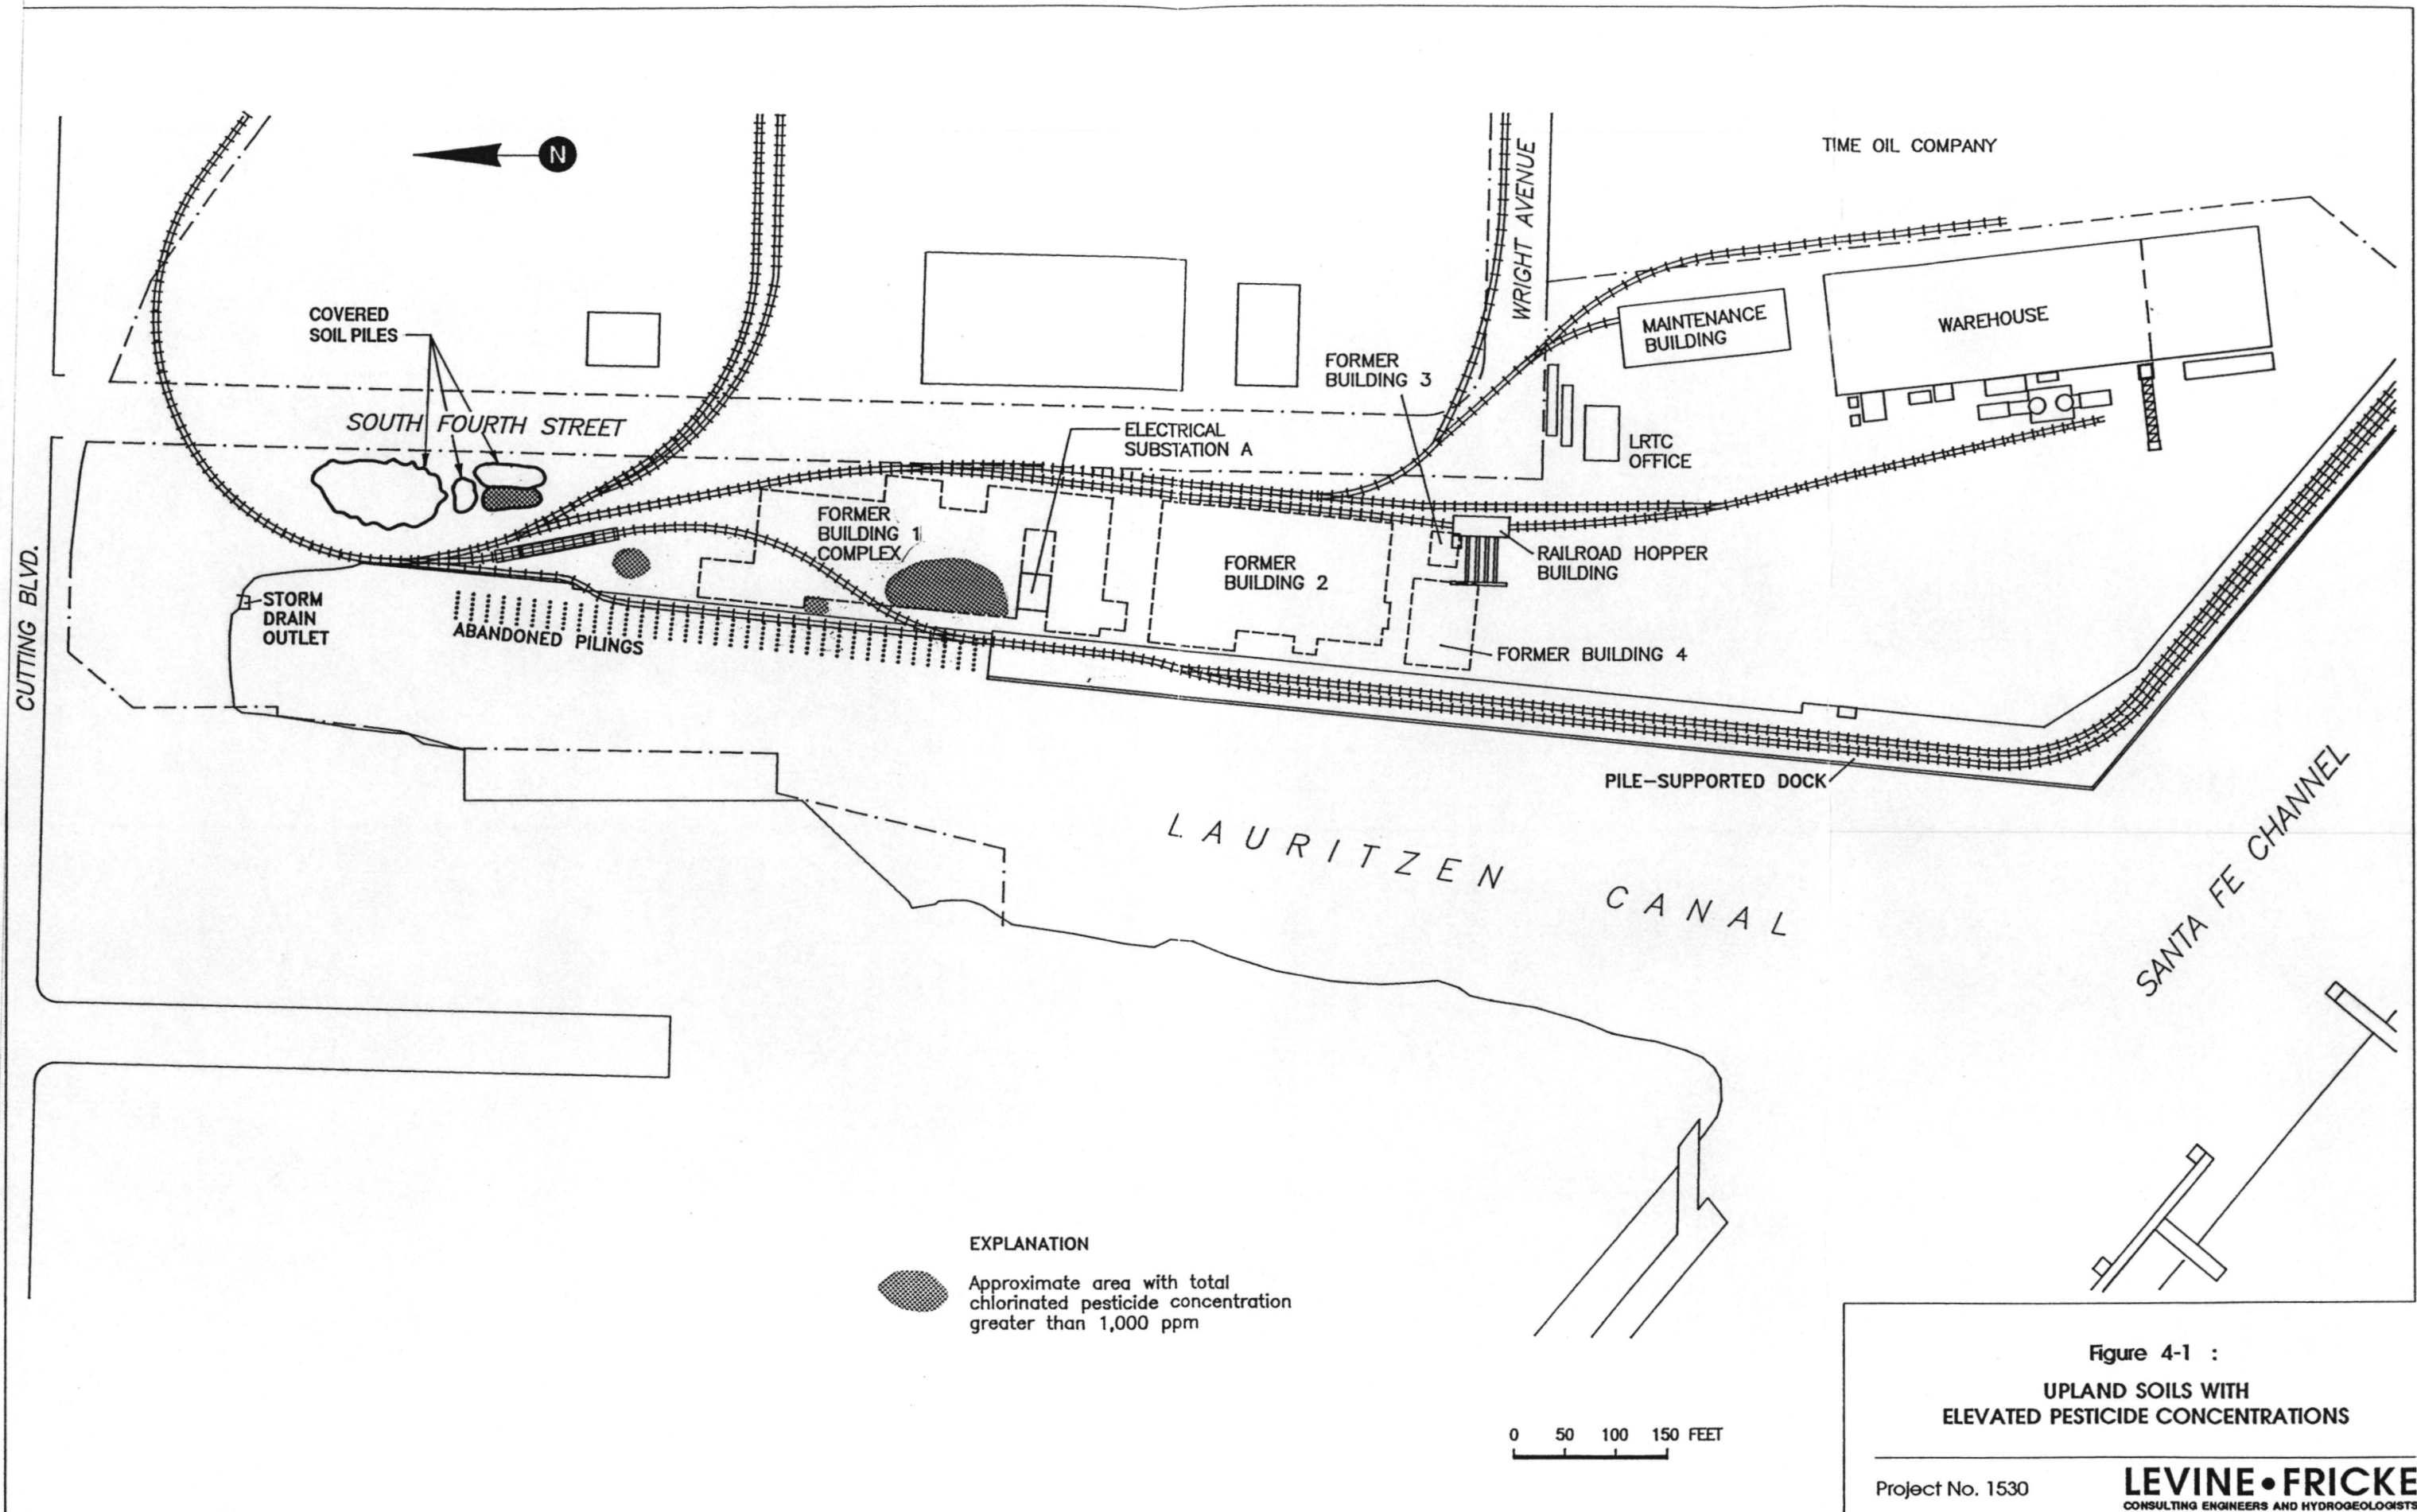 N
TIME OIL COMPANY
WRIGHT AVENUE
COVERED
SOIL PILES
MAINTENANCE
BUILDING
WAREHOUSE
FORMER
BUILDING 3
SOUTH FOURTH STREET
ELECTRICAL
SUBSTATION A
LRTC
OFFICE
FORMER
BUILDING 1
COMPLEX
FORMER
BUILDING 2
RAILROAD HOPPER
BUILDING
CUTTING BLVD.
STORM
DRAIN
OUTLET
ABANDONED PILINGS
FORMER BUILDING 4
PILE-SUPPORTED DOCK
LAURITZEN CANAL
SANTA FE CHANNEL
EXPLANATION
Approximate area with total
chlorinated pesticide concentration
greater than 1,000 ppm
0 50 100 150 FEET
Figure 4-1 :
UPLAND SOILS WITH
ELEVATED PESTICIDE CONCENTRATIONS
Project No. 1530
LEVINE•FRICKE
CONSULTING ENGINEERS AND HYDROGEOLOGISTS